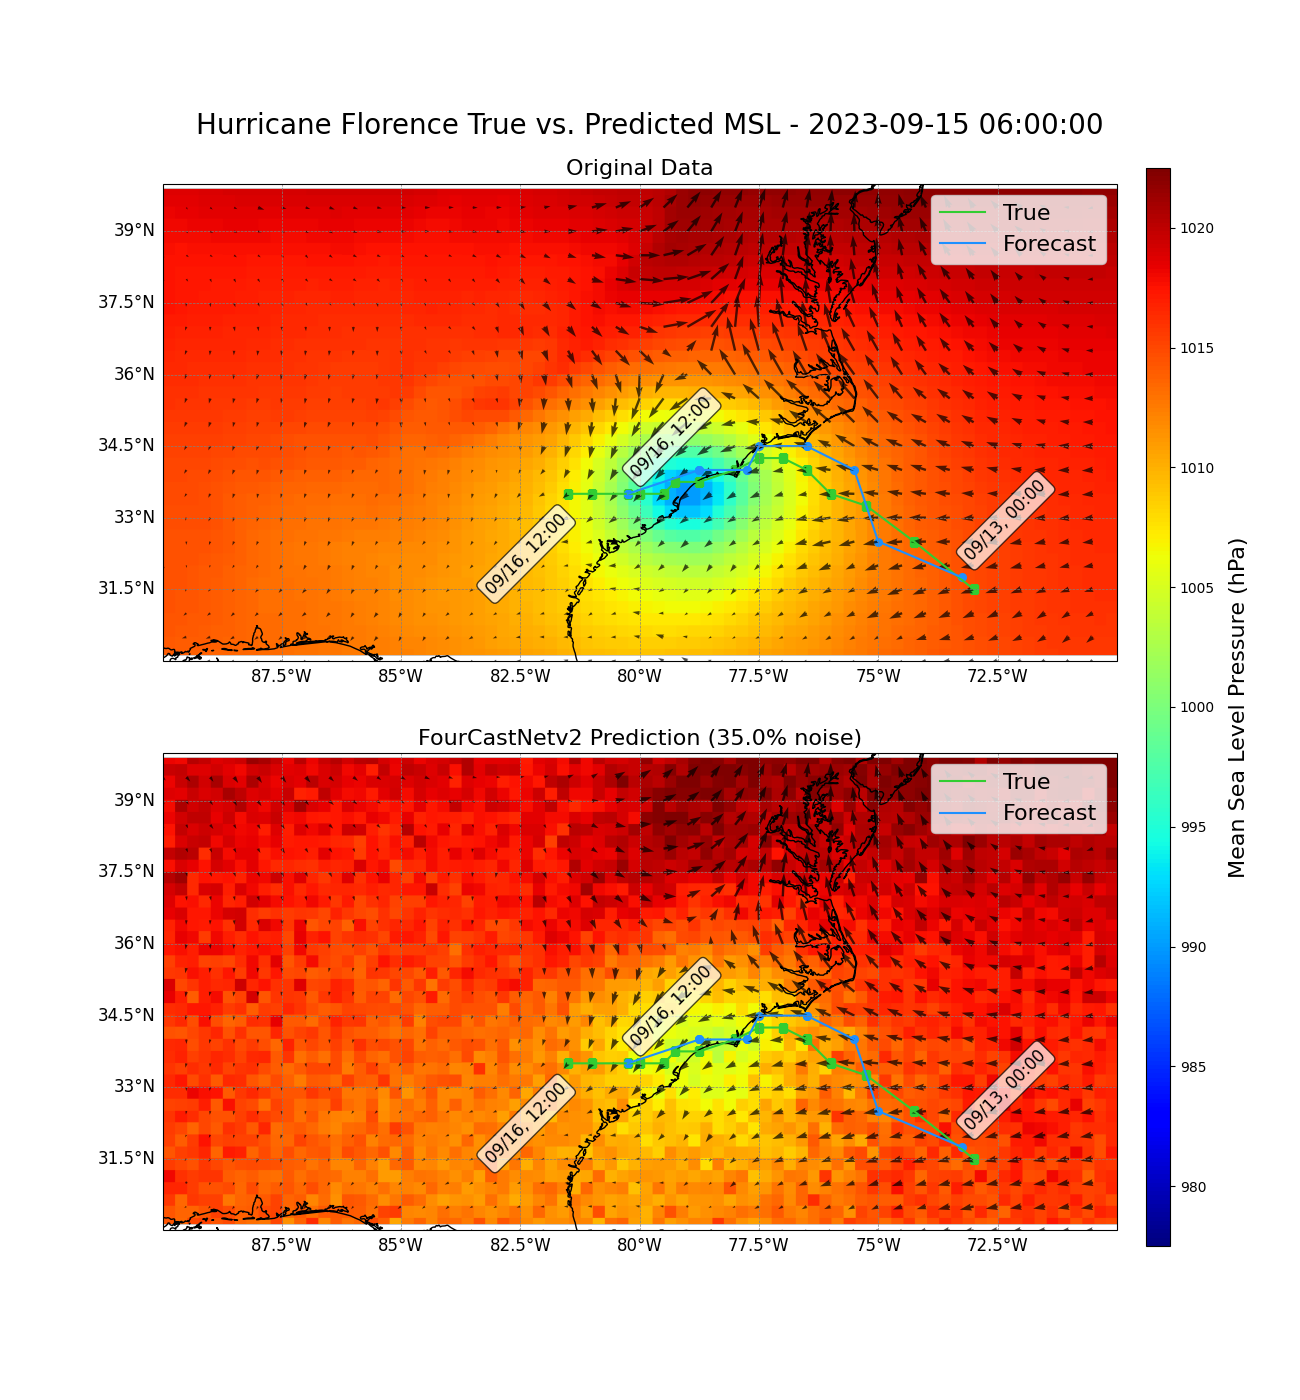 Hurricane Florence True vs. Predicted MSL - 2023-09-15 06:00:00
Original Data
True
Forecast
39°N
37.5°N
36°N
34.5°N
33°N
31.5°N
09/16, 12:00
09/16, 12:00
09/13, 00:00
87.5°W 85°W 82.5°W 80°W 77.5°W 75°W 72.5°W
FourCastNetv2 Prediction (35.0% noise)
True
Forecast
39°N
37.5°N
36°N
34.5°N
33°N
31.5°N
09/16, 12:00
09/16, 12:00
09/13, 00:00
87.5°W 85°W 82.5°W 80°W 77.5°W 75°W 72.5°W
1020
1015
1010
1005
1000
995
990
985
980
Mean Sea Level Pressure (hPa)